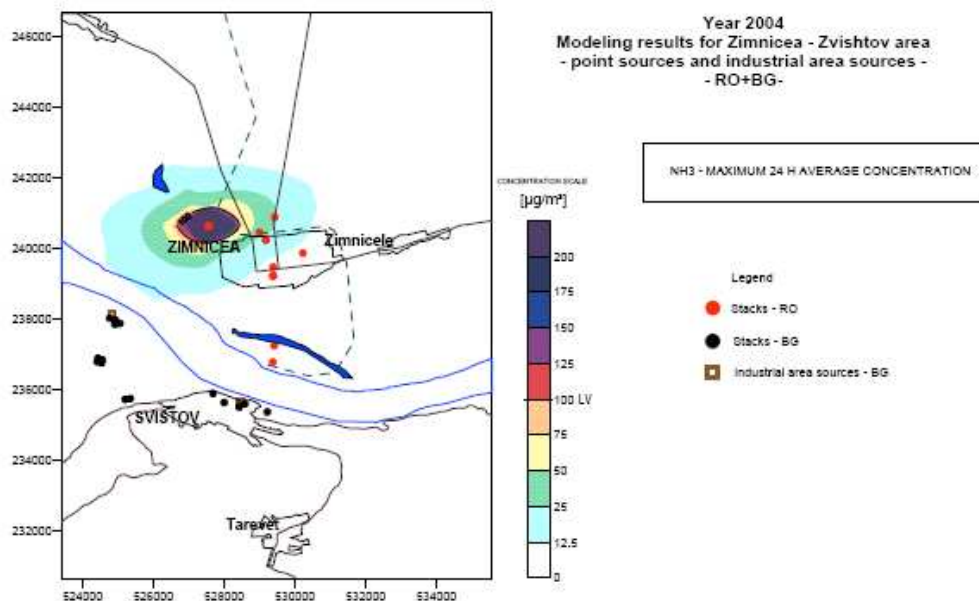 Year 2004
Modeling results for Zimnicea - Zvishtov area
- point sources and industrial area sources -
- RO+BG-
NH3 - MAXIMUM 24 H AVERAGE CONCENTRATION
CONCENTRATION SCALE
[µg/m³]
200
175
150
125
100 LV
75
50
25
12.5
0
Legend
Stacks - RO
Stacks - BG
Industrial area sources - BG
246000
244000
242000
240000
238000
236000
234000
232000
ZIMNICEA
Zimnicele
SVISTOV
Tarevet
524000
526000
528000
530000
532000
534000